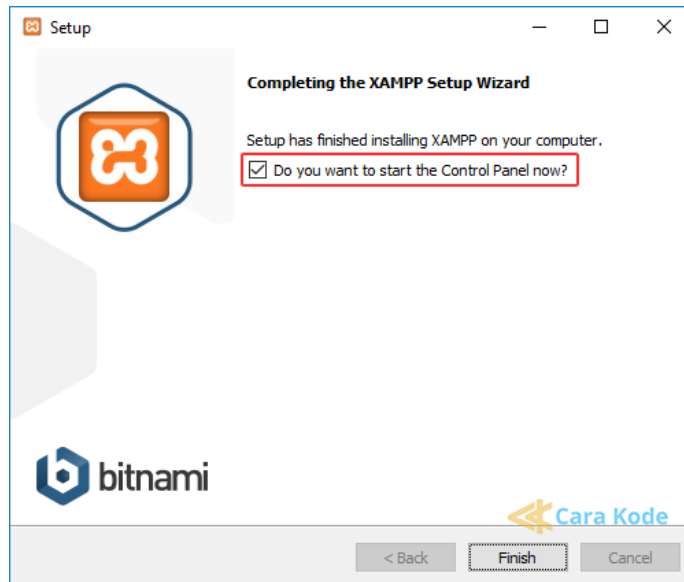 Setup
Completing the XAMPP Setup Wizard
Setup has finished installing XAMPP on your computer.
Do you want to start the Control Panel now?
bitnami
Cara Kode
< Back
Finish
Cancel